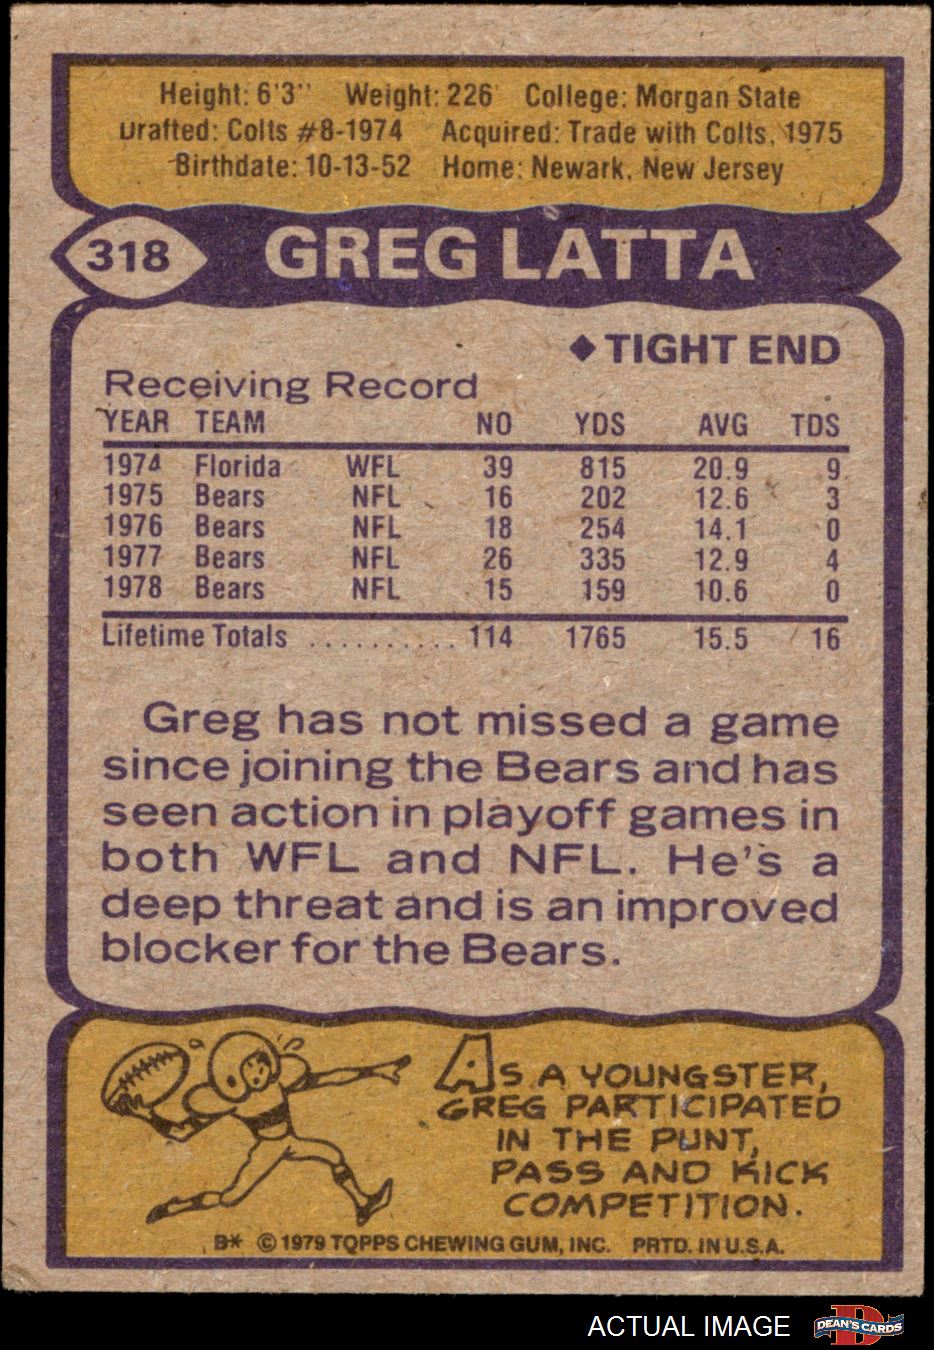 Height: 6'3" Weight: 226 College: Morgan State
Drafted: Colts #8-1974 Acquired: Trade with Colts, 1975
Birthdate: 10-13-52 Home: Newark, New Jersey
318 GREG LATTA
◆ TIGHT END
Receiving Record
YEAR TEAM NO YDS AVG TDS
1974 Florida WFL 39 815 20.9 9
1975 Bears NFL 16 202 12.6 3
1976 Bears NFL 18 254 14.1 0
1977 Bears NFL 26 335 12.9 4
1978 Bears NFL 15 159 10.6 0
Lifetime Totals .......... 114 1765 15.5 16
Greg has not missed a game
since joining the Bears and has
seen action in playoff games in
both WFL and NFL. He's a
deep threat and is an improved
blocker for the Bears.
AS A YOUNGSTER,
GREG PARTICIPATED
IN THE PUNT,
PASS AND KICK
COMPETITION.
B* © 1979 TOPPS CHEWING GUM, INC. PRTD. IN U.S.A.
ACTUAL IMAGE DEAN'S CARDS